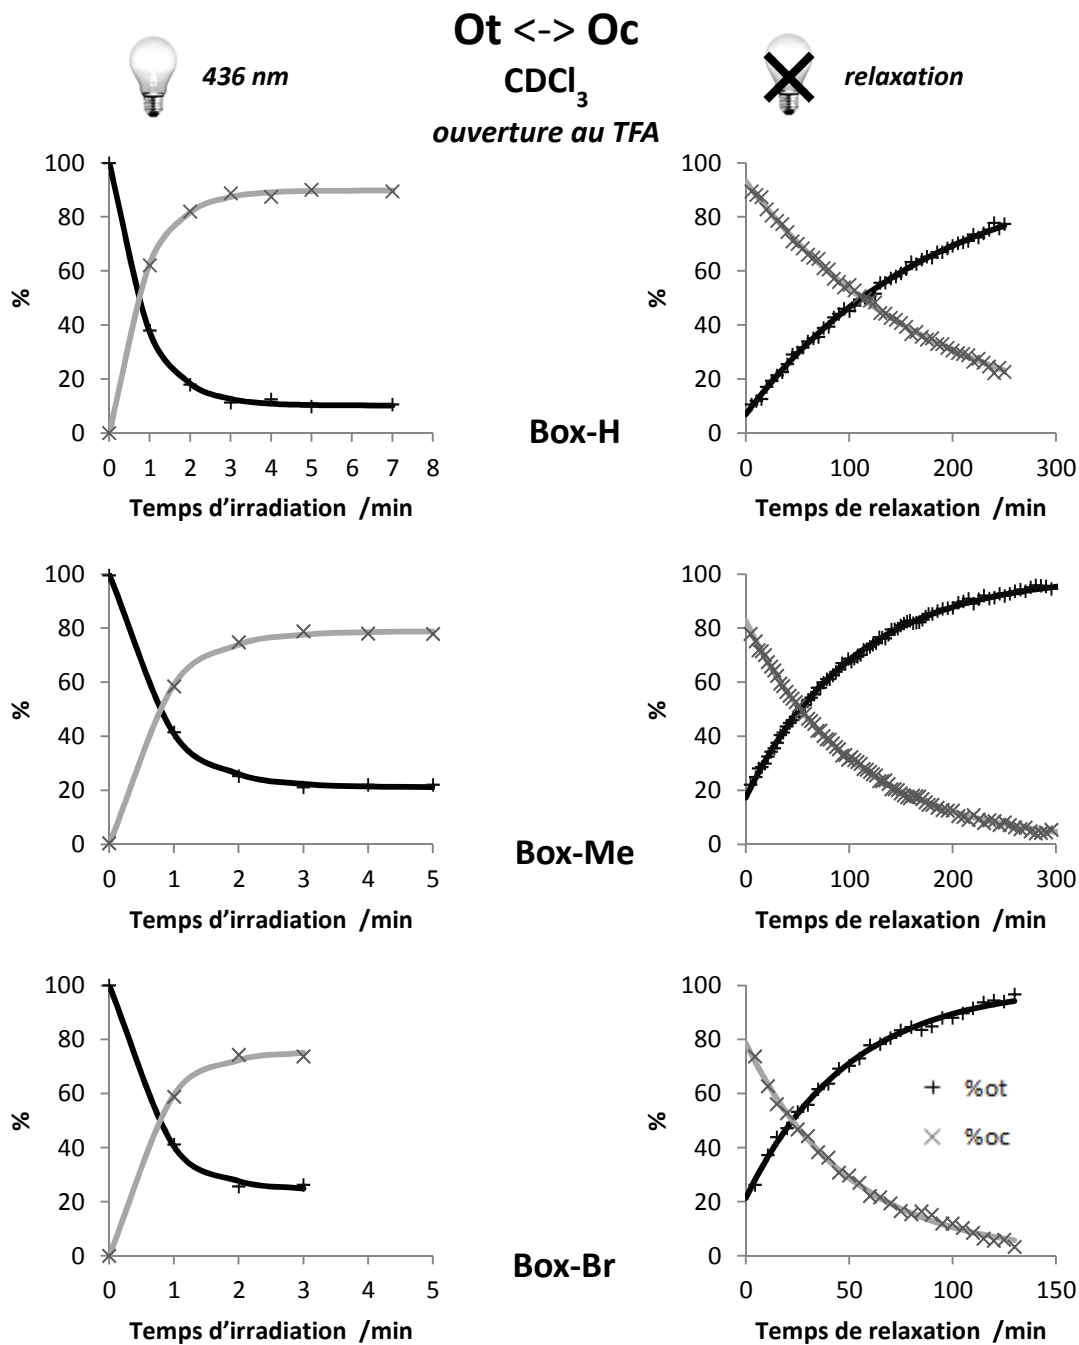 Ot <-> Oc
436 nm
CDCl3
relaxation
ouverture au TFA
100
80
60
40
20
0
%
0 1 2 3 4 5 6 7 8
Temps d’irradiation /min
Box-H
100
80
60
40
20
0
%
0 100 200 300
Temps de relaxation /min
100
80
60
40
20
0
%
0 1 2 3 4 5
Temps d’irradiation /min
Box-Me
100
80
60
40
20
0
%
0 100 200 300
Temps de relaxation /min
100
80
60
40
20
0
%
0 1 2 3 4 5
Temps d’irradiation /min
Box-Br
100
80
60
40
20
0
%
%ot
%oc
0 50 100 150
Temps de relaxation /min